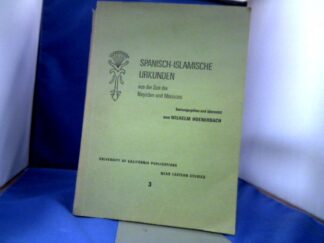 SPANISCH-ISLAMISCHE
URKUNDEN
aus der Zeit der
Naṣriden und Moriscos
herausgegeben und übersetzt
von WILHELM HOENERBACH
UNIVERSITY OF CALIFORNIA PUBLICATIONS
NEAR EASTERN STUDIES
3